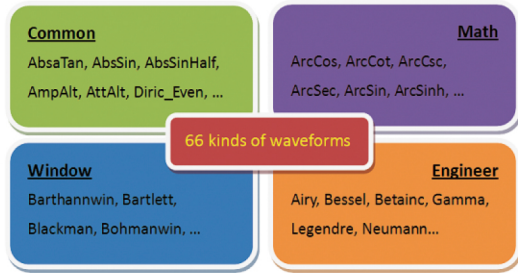 Common
AbsaTan, AbsSin, AbsSinHalf,
AmpAlt, AttAlt, Diric_Even, ...
Math
ArcCos, ArcCot, ArcCsc,
ArcSec, ArcSin, ArcSinh, ...
66 kinds of waveforms
Window
Barthannwin, Bartlett,
Blackman, Bohmanwin, ...
Engineer
Airy, Bessel, Betainc, Gamma,
Legendre, Neumann...